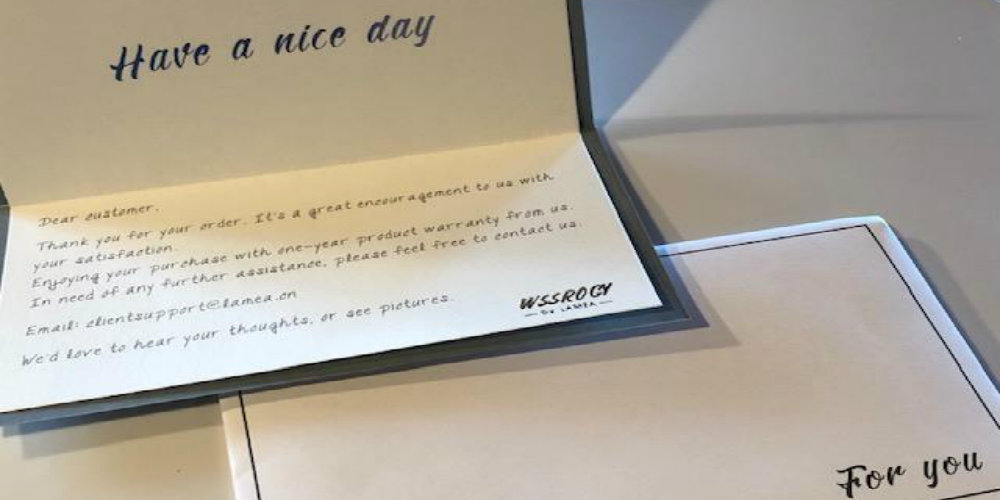 Have a nice day
Dear customer,
Thank you for your order. It's a great encouragement to us with
your satisfaction.
Enjoying your purchase with one-year product warranty from us.
In need of any further assistance, please feel free to contact us.
Email: clientsupport@lamea.cn
We'd love to hear your thoughts, or see pictures.
WSSROGY
— By LAMEA —
For you